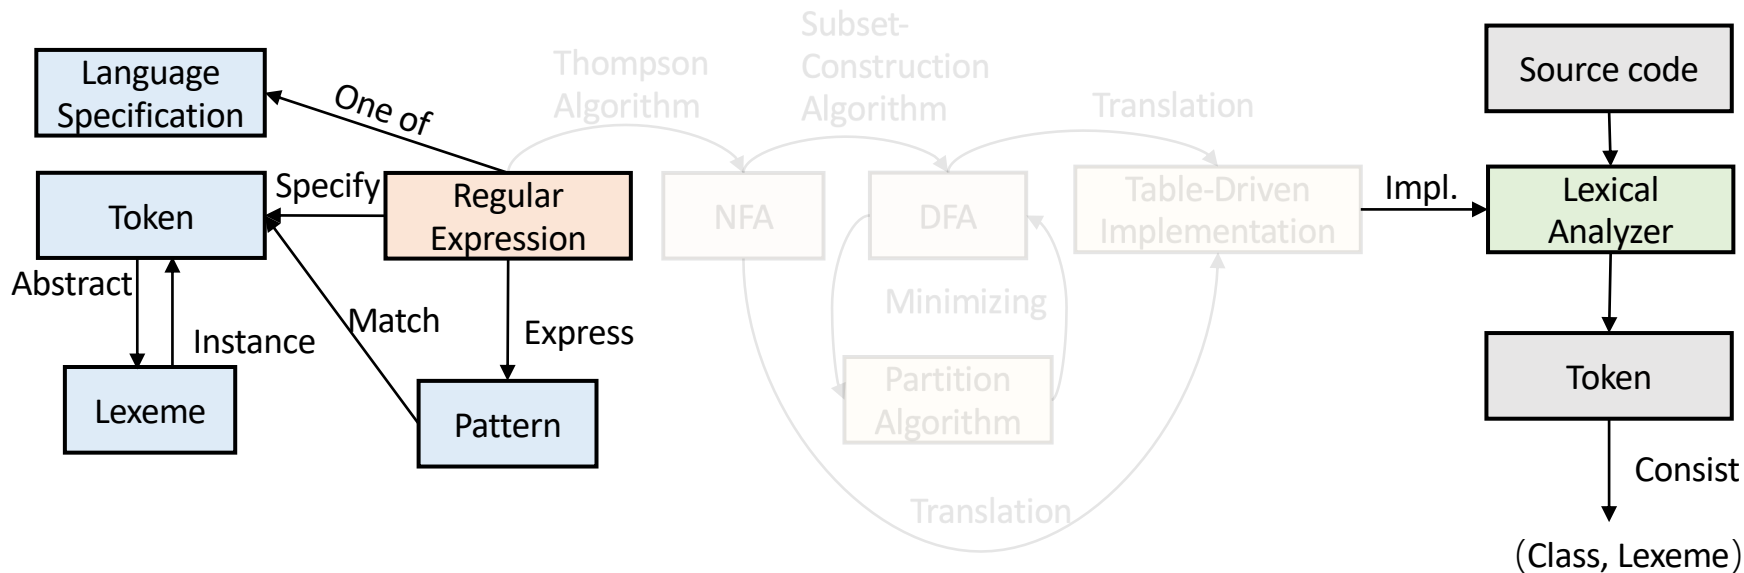 Language
Specification
One of
Thompson
Algorithm
Subset-
Construction
Algorithm
Translation
Source code
Token
Specify
Regular
Expression
NFA
DFA
Table-Driven
Implementation
Impl.
Lexical
Analyzer
Abstract
Instance
Match
Express
Minimizing
Lexeme
Pattern
Partition
Algorithm
Token
Translation
Consist
(Class, Lexeme)